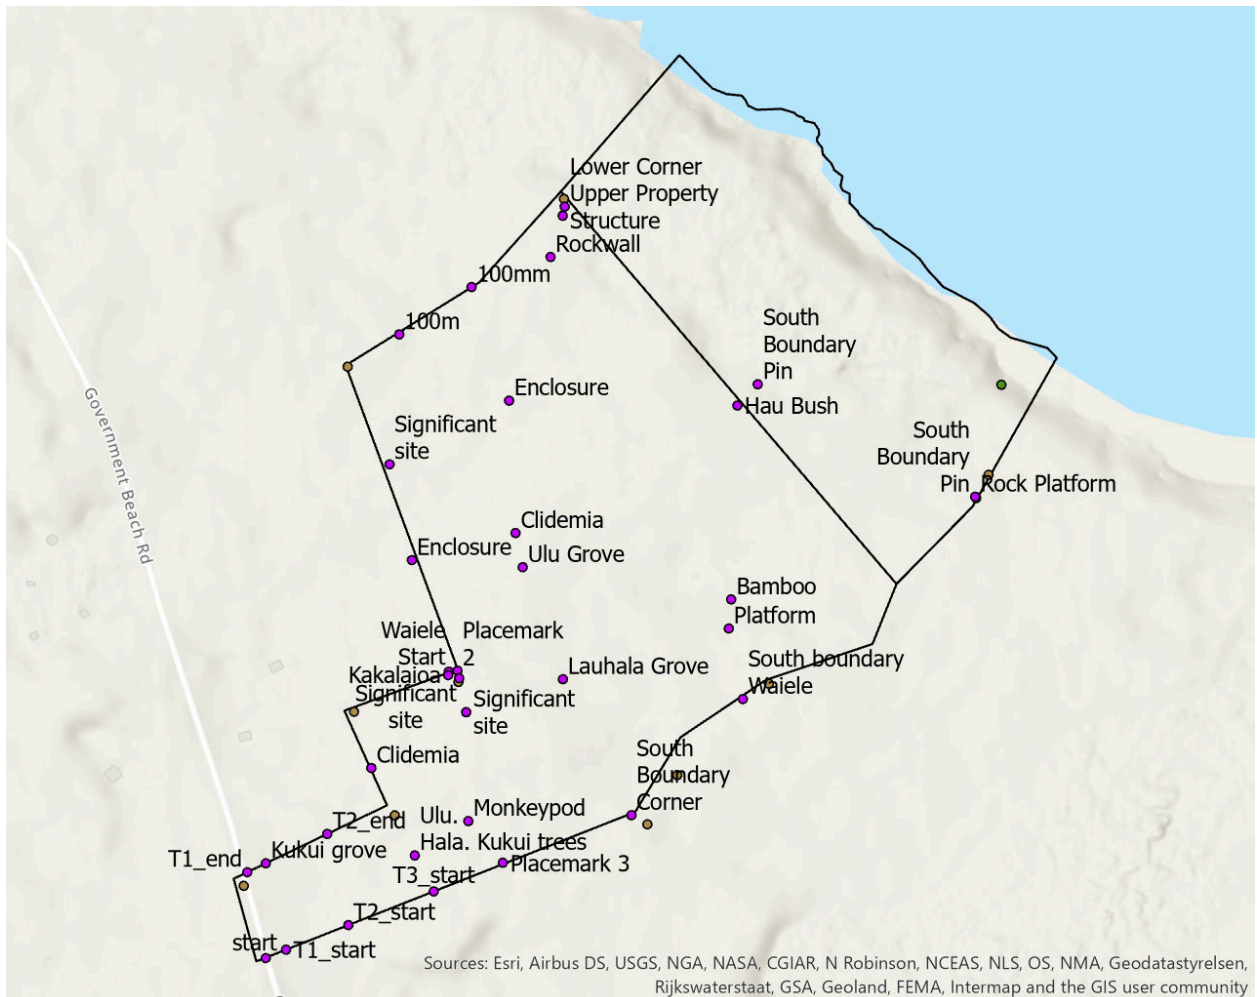 Lower Corner
Upper Property
Structure
Rockwall
100mm
100m
South
Boundary
Pin
Hau Bush
Enclosure
Significant
site
South
Boundary
Pin
Rock Platform
Government Beach Rd
Clidemia
Enclosure
Ulu Grove
Bamboo
Platform
Waiele
Start
Placemark
2
Kakalaioa
Significant
site
Lauhala Grove
South boundary
Waiele
Significant
site
Clidemia
South
Boundary
Corner
T2_end
Ulu.
Hala. Kukui trees
Monkeypod
Kukui grove
T1_end
Placemark 3
T3_start
T2_start
start
T1_start
Sources: Esri, Airbus DS, USGS, NGA, NASA, CGIAR, N Robinson, NCEAS, NLS, OS, NMA, Geodatastyrelsen,
Rijkswaterstaat, GSA, Geoland, FEMA, Intermap and the GIS user community